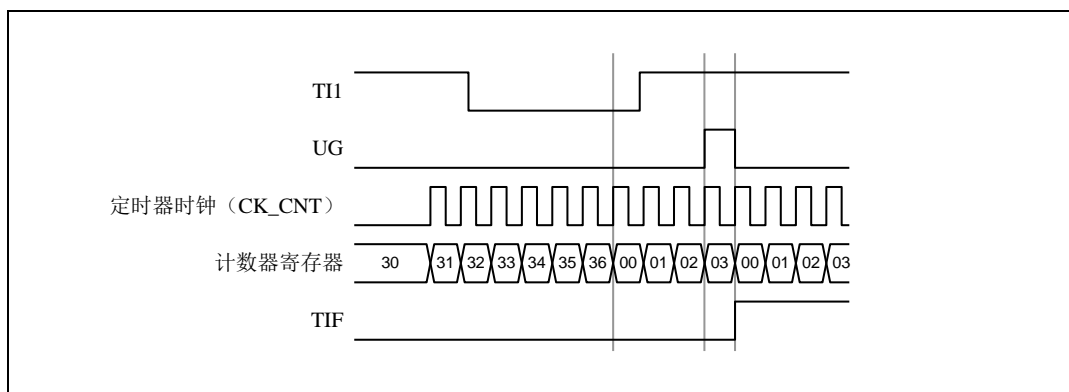 TI1
UG
定时器时钟（CK_CNT）
计数器寄存器 30 31 32 33 34 35 36 00 01 02 03 00 01 02 03
TIF